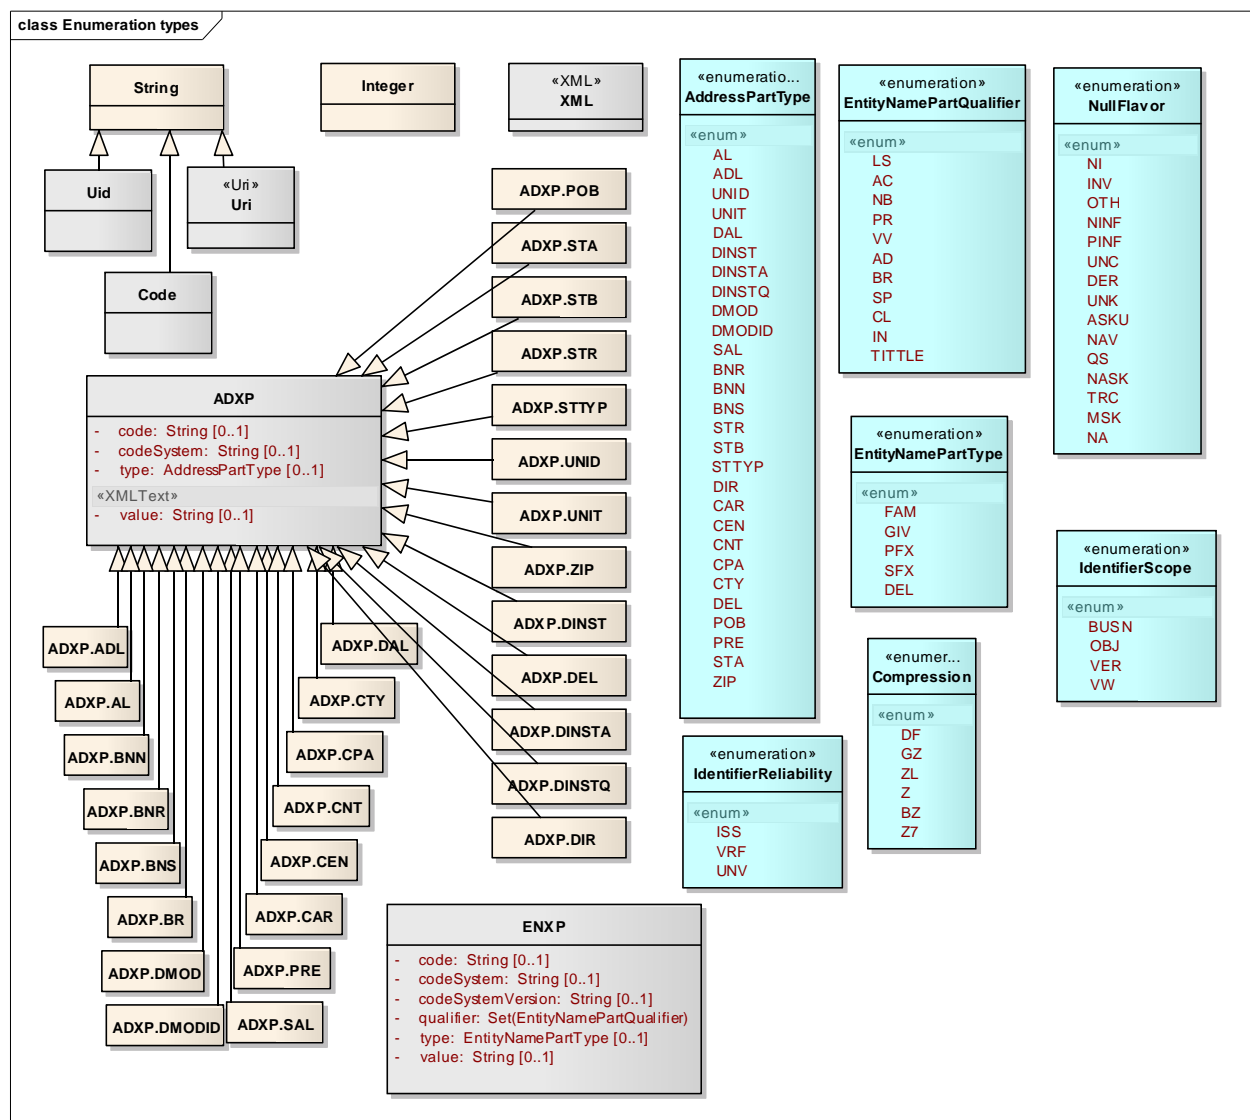 class Enumeration types
String
Integer
«XML»
XML
Uid
«Uri»
Uri
Code
ADXP
- code: String [0..1]
- codeSystem: String [0..1]
- type: AddressPartType [0..1]
«XMLText»
- value: String [0..1]
ADXP.POB
ADXP.STA
ADXP.STB
ADXP.STR
ADXP.STTYP
ADXP.UNID
ADXP.UNIT
ADXP.ZIP
ADXP.DINST
ADXP.DEL
ADXP.DINSTA
ADXP.DINSTQ
ADXP.DIR
ADXP.ADL
ADXP.AL
ADXP.BNN
ADXP.BNR
ADXP.BNS
ADXP.BR
ADXP.DMOD
ADXP.DMODID
ADXP.DAL
ADXP.CTY
ADXP.CPA
ADXP.CNT
ADXP.CEN
ADXP.CAR
ADXP.PRE
ADXP.SAL
ENXP
- code: String [0..1]
- codeSystem: String [0..1]
- codeSystemVersion: String [0..1]
- qualifier: Set(EntityNamePartQualifier)
- type: EntityNamePartType [0..1]
- value: String [0..1]
«enumeratio...
AddressPartType
«enum»
AL
ADL
UNID
UNIT
DAL
DINST
DINSTA
DINSTQ
DMOD
DMODID
SAL
BNR
BNN
BNS
STR
STB
STTYP
DIR
CAR
CEN
CNT
CPA
CTY
DEL
POB
PRE
STA
ZIP
«enumeration»
IdentifierReliability
«enum»
ISS
VRF
UNV
«enumeration»
EntityNamePartQualifier
«enum»
LS
AC
NB
PR
VV
AD
BR
SP
CL
IN
TITTLE
«enumeration»
EntityNamePartType
«enum»
FAM
GIV
PFX
SFX
DEL
«enumer...
Compression
«enum»
DF
GZ
ZL
Z
BZ
Z7
«enumeration»
NullFlavor
«enum»
NI
INV
OTH
NINF
PINF
UNC
DER
UNK
ASKU
NAV
QS
NASK
TRC
MSK
NA
«enumeration»
IdentifierScope
«enum»
BUSN
OBJ
VER
VW